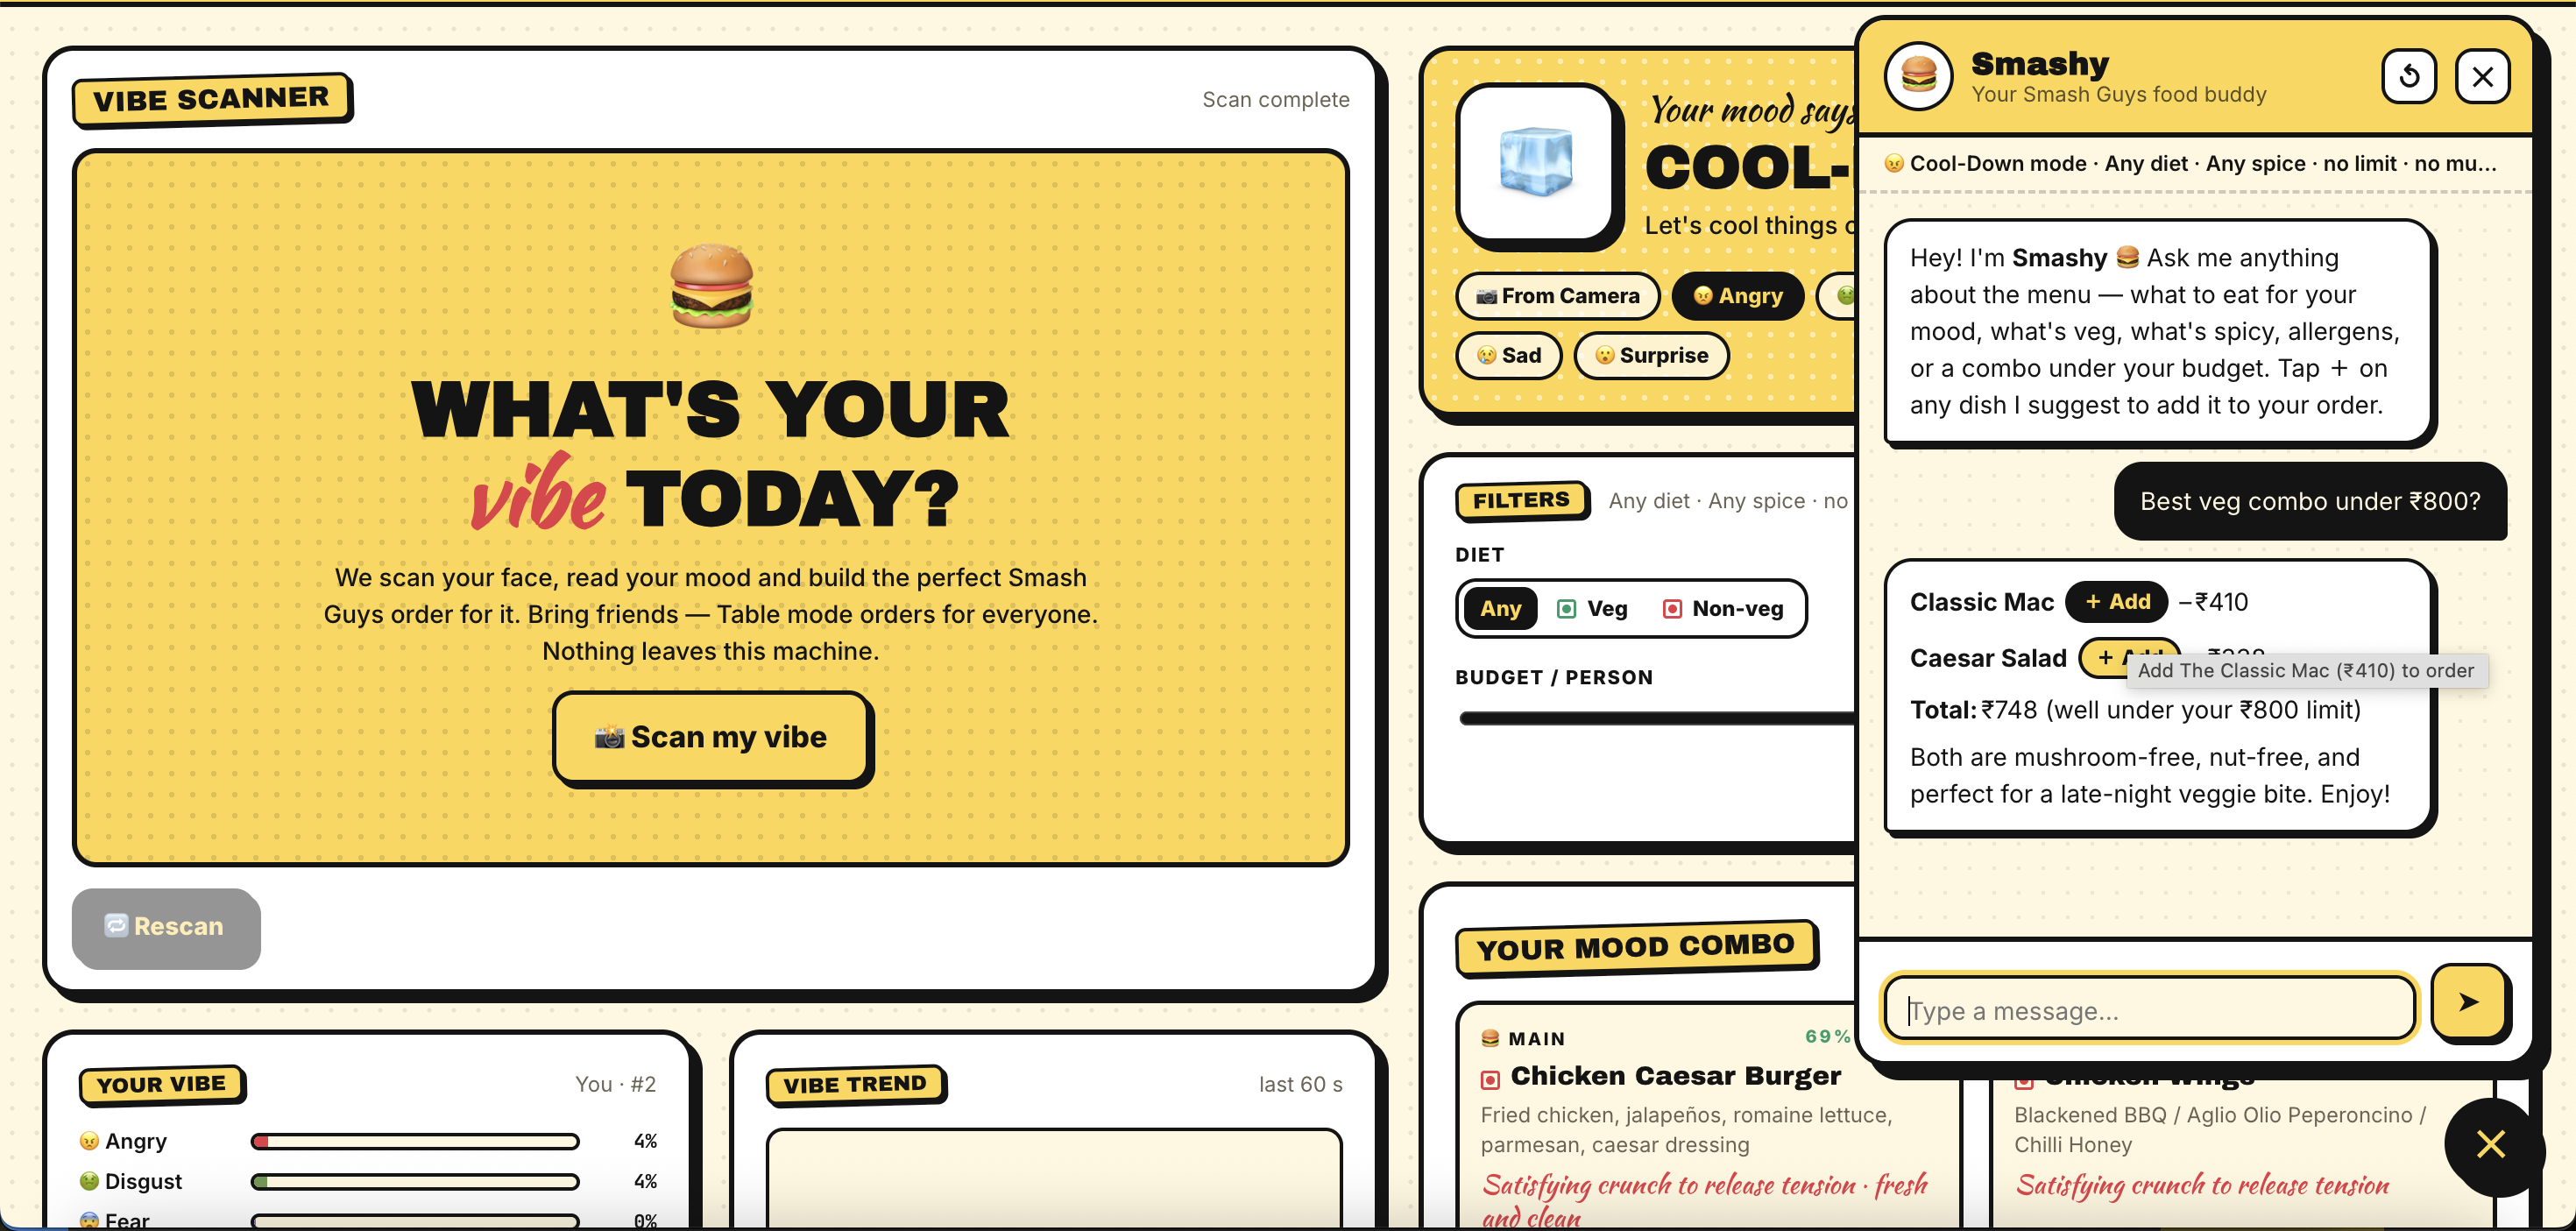 VIBE SCANNER
Scan complete
WHAT'S YOUR
vibe TODAY?
We scan your face, read your mood and build the perfect Smash
Guys order for it. Bring friends — Table mode orders for everyone.
Nothing leaves this machine.
Scan my vibe
Rescan
YOUR VIBE
You · #2
Angry 4%
Disgust 4%
Fear 0%
VIBE TREND
last 60 s
Your mood says
COOL-
Let's cool things
From Camera
Angry
Sad
Surprise
FILTERS
Any diet · Any spice · no
DIET
Any
Veg
Non-veg
BUDGET / PERSON
YOUR MOOD COMBO
MAIN
69%
Chicken Caesar Burger
Fried chicken, jalapeños, romaine lettuce,
parmesan, caesar dressing
Satisfying crunch to release tension · fresh
and clean
Chicken Wings
Blackened BBQ / Aglio Olio Peperoncino /
Chilli Honey
Satisfying crunch to release tension
Smashy
Your Smash Guys food buddy
Cool-Down mode · Any diet · Any spice · no limit · no mu...
Hey! I'm Smashy Ask me anything
about the menu — what to eat for your
mood, what's veg, what's spicy, allergens,
or a combo under your budget. Tap + on
any dish I suggest to add it to your order.
Best veg combo under ₹800?
Classic Mac + Add –₹410
Caesar Salad + Add
Add The Classic Mac (₹410) to order
Total: ₹748 (well under your ₹800 limit)
Both are mushroom-free, nut-free, and
perfect for a late-night veggie bite. Enjoy!
Type a message...